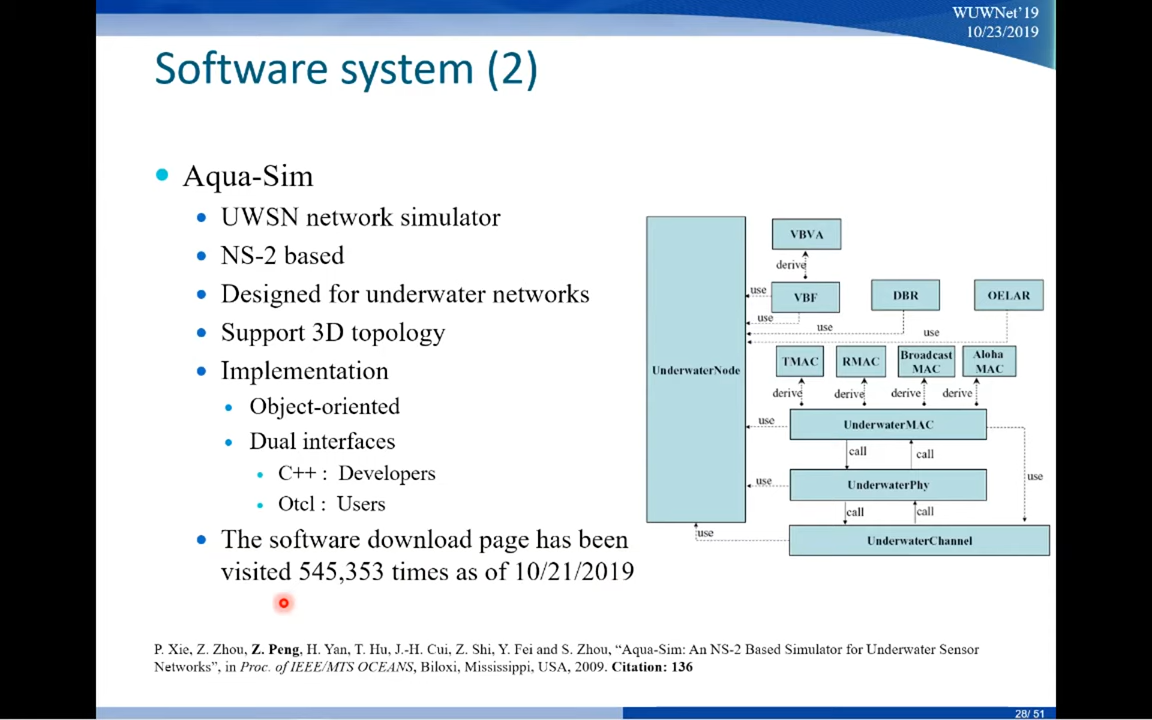 WUWNet'19
10/23/2019
Software system (2)
Aqua-Sim
UWSN network simulator
NS-2 based
Designed for underwater networks
Support 3D topology
Implementation
Object-oriented
Dual interfaces
C++ : Developers
Otcl : Users
The software download page has been
visited 545,353 times as of 10/21/2019
VBVA
derive
use
VBF
DBR
OELAR
use
use
use
TMAC
RMAC
Broadcast
MAC
Aloha
MAC
UnderwaterNode
derive
derive
derive
derive
use
UnderwaterMAC
call
call
use
use
UnderwaterPhy
call
call
use
UnderwaterChannel
P. Xie, Z. Zhou, Z. Peng, H. Yan, T. Hu, J.-H. Cui, Z. Shi, Y. Fei and S. Zhou, “Aqua-Sim: An NS-2 Based Simulator for Underwater Sensor
Networks”, in Proc. of IEEE/MTS OCEANS, Biloxi, Mississippi, USA, 2009. Citation: 136
28/ 51